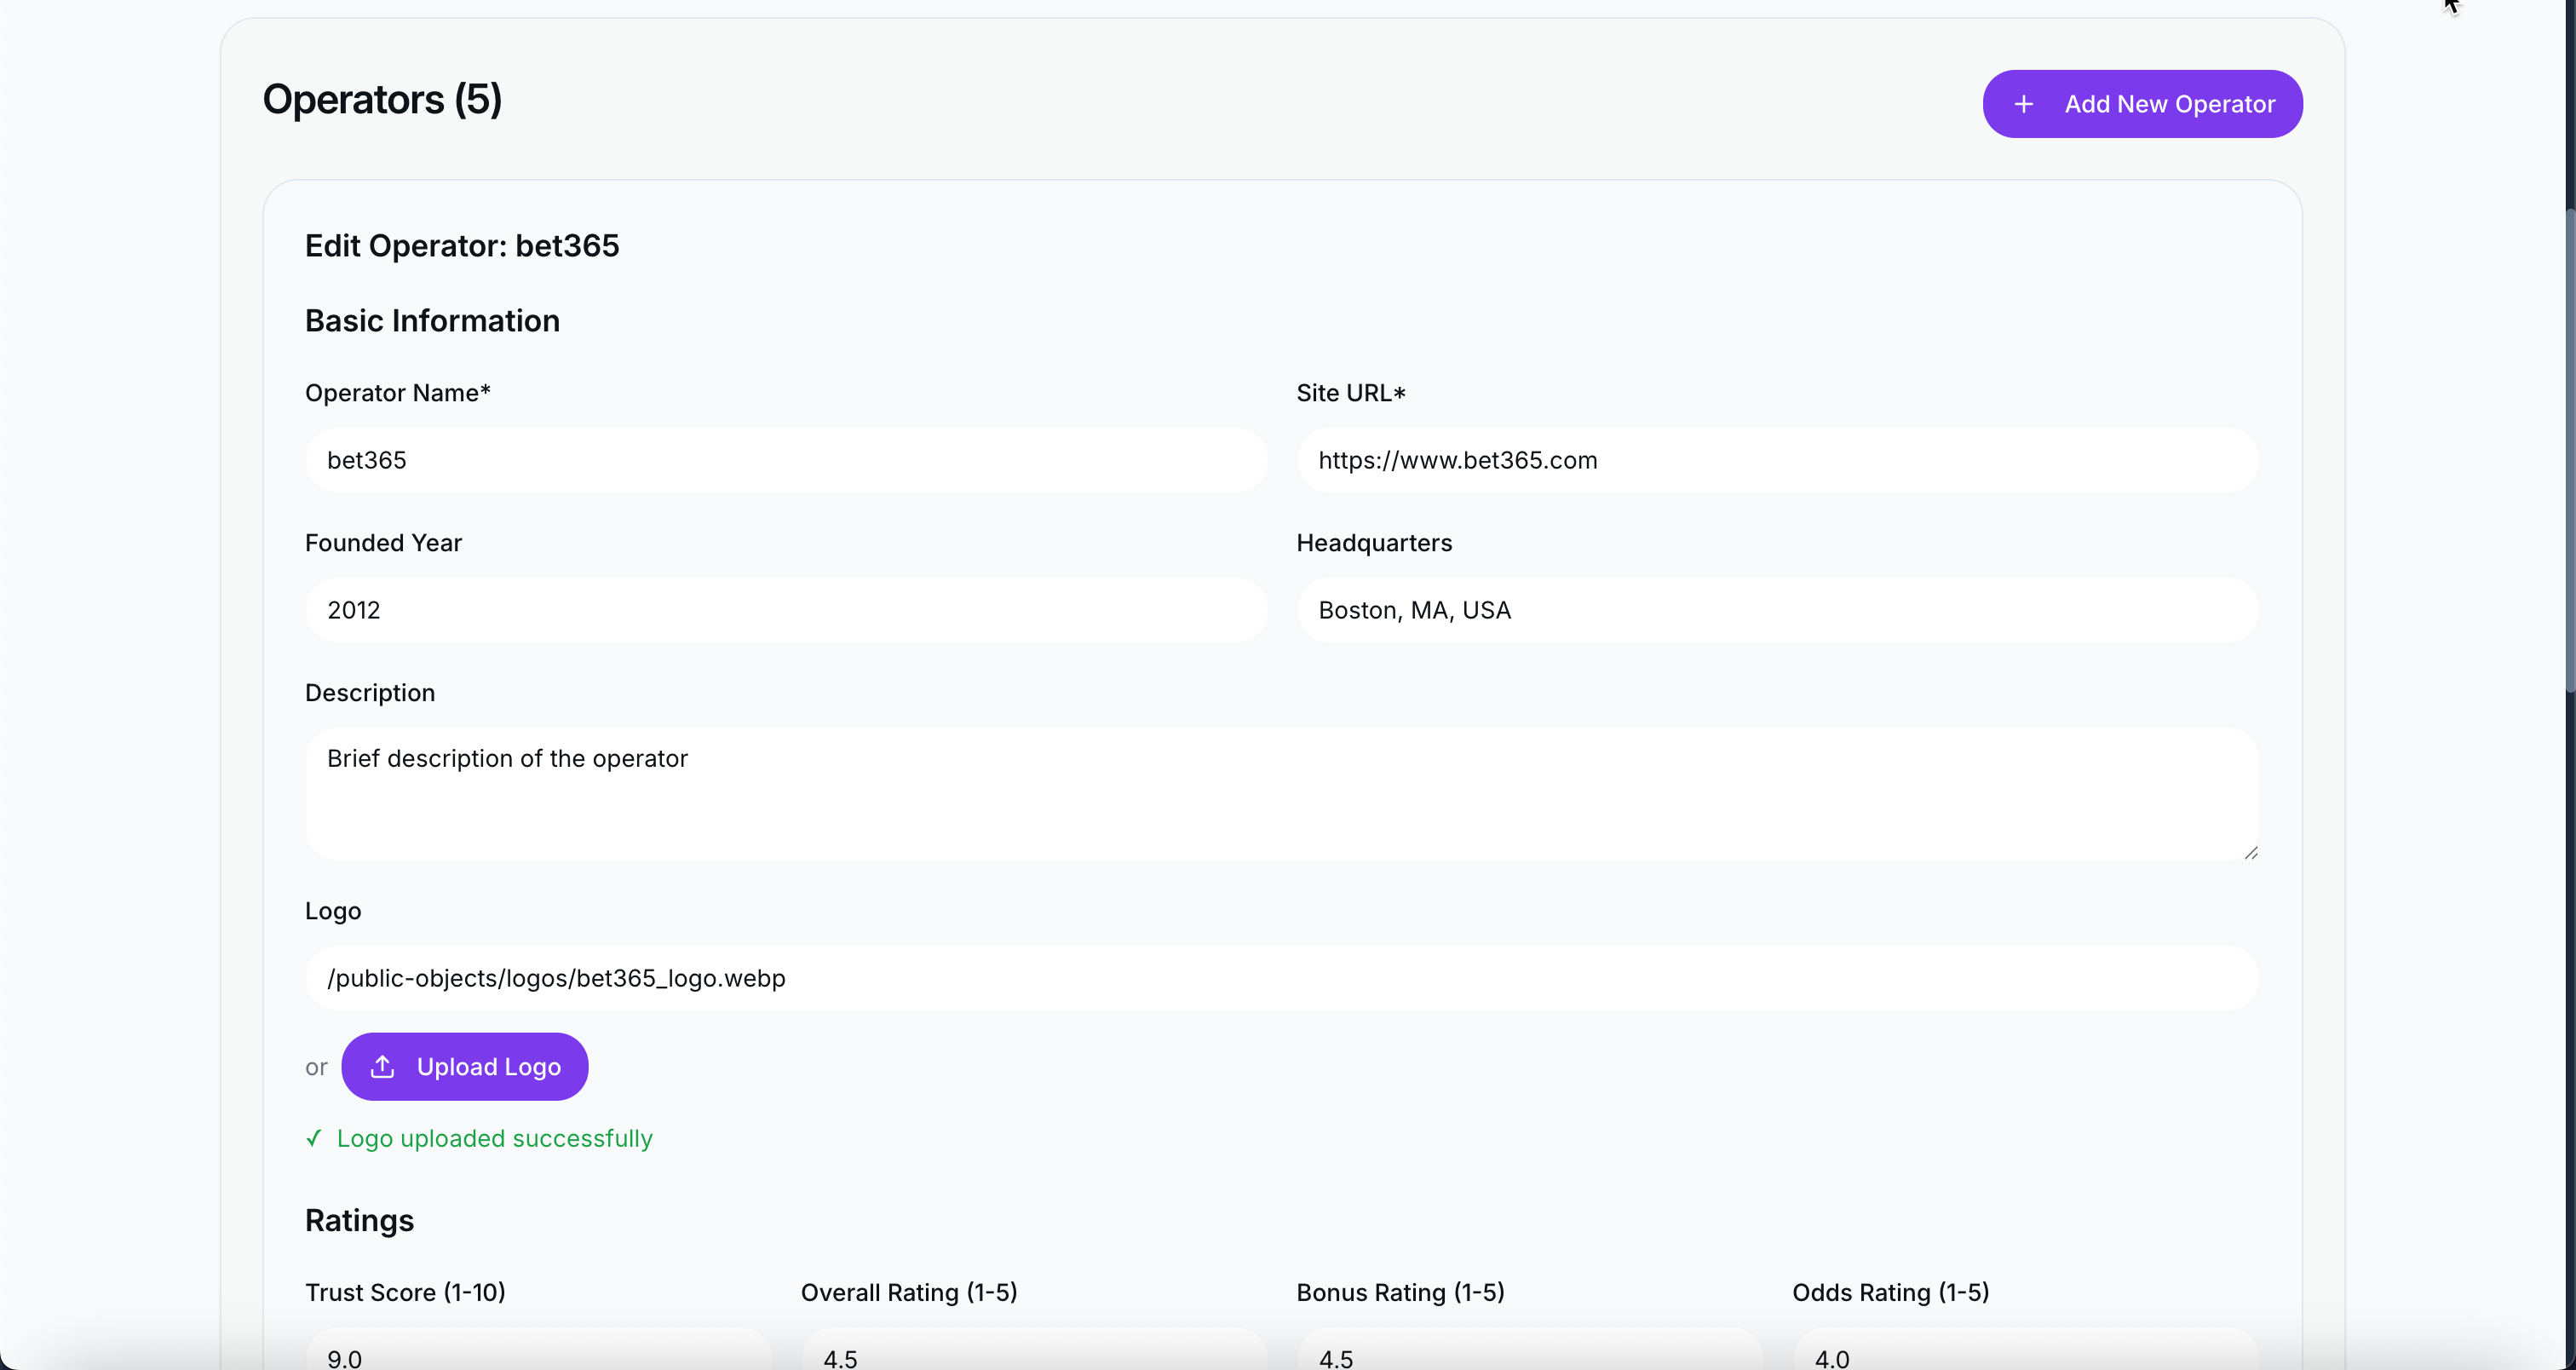 Operators (5)
Add New Operator
Edit Operator: bet365
Basic Information
Operator Name*
Site URL*
bet365
https://www.bet365.com
Founded Year
Headquarters
2012
Boston, MA, USA
Description
Brief description of the operator
Logo
/public-objects/logos/bet365_logo.webp
or
Upload Logo
✓ Logo uploaded successfully
Ratings
Trust Score (1-10)
Overall Rating (1-5)
Bonus Rating (1-5)
Odds Rating (1-5)
9.0
4.5
4.5
4.0